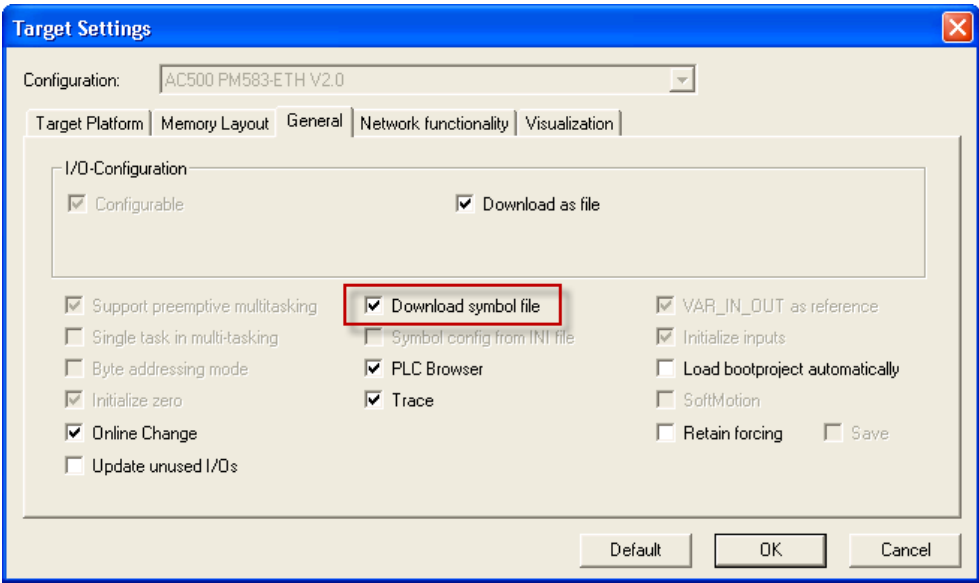 Target Settings
Configuration: AC500 PM583-ETH V2.0
Target Platform Memory Layout General Network functionality Visualization
I/O-Configuration
Configurable Download as file
Support preemptive multitasking Download symbol file VAR_IN_OUT as reference
Single task in multi-tasking Symbol config from INI file Initialize inputs
Byte addressing mode PLC Browser Load bootproject automatically
Initialize zero Trace SoftMotion
Online Change Retain forcing Save
Update unused I/Os
Default OK Cancel